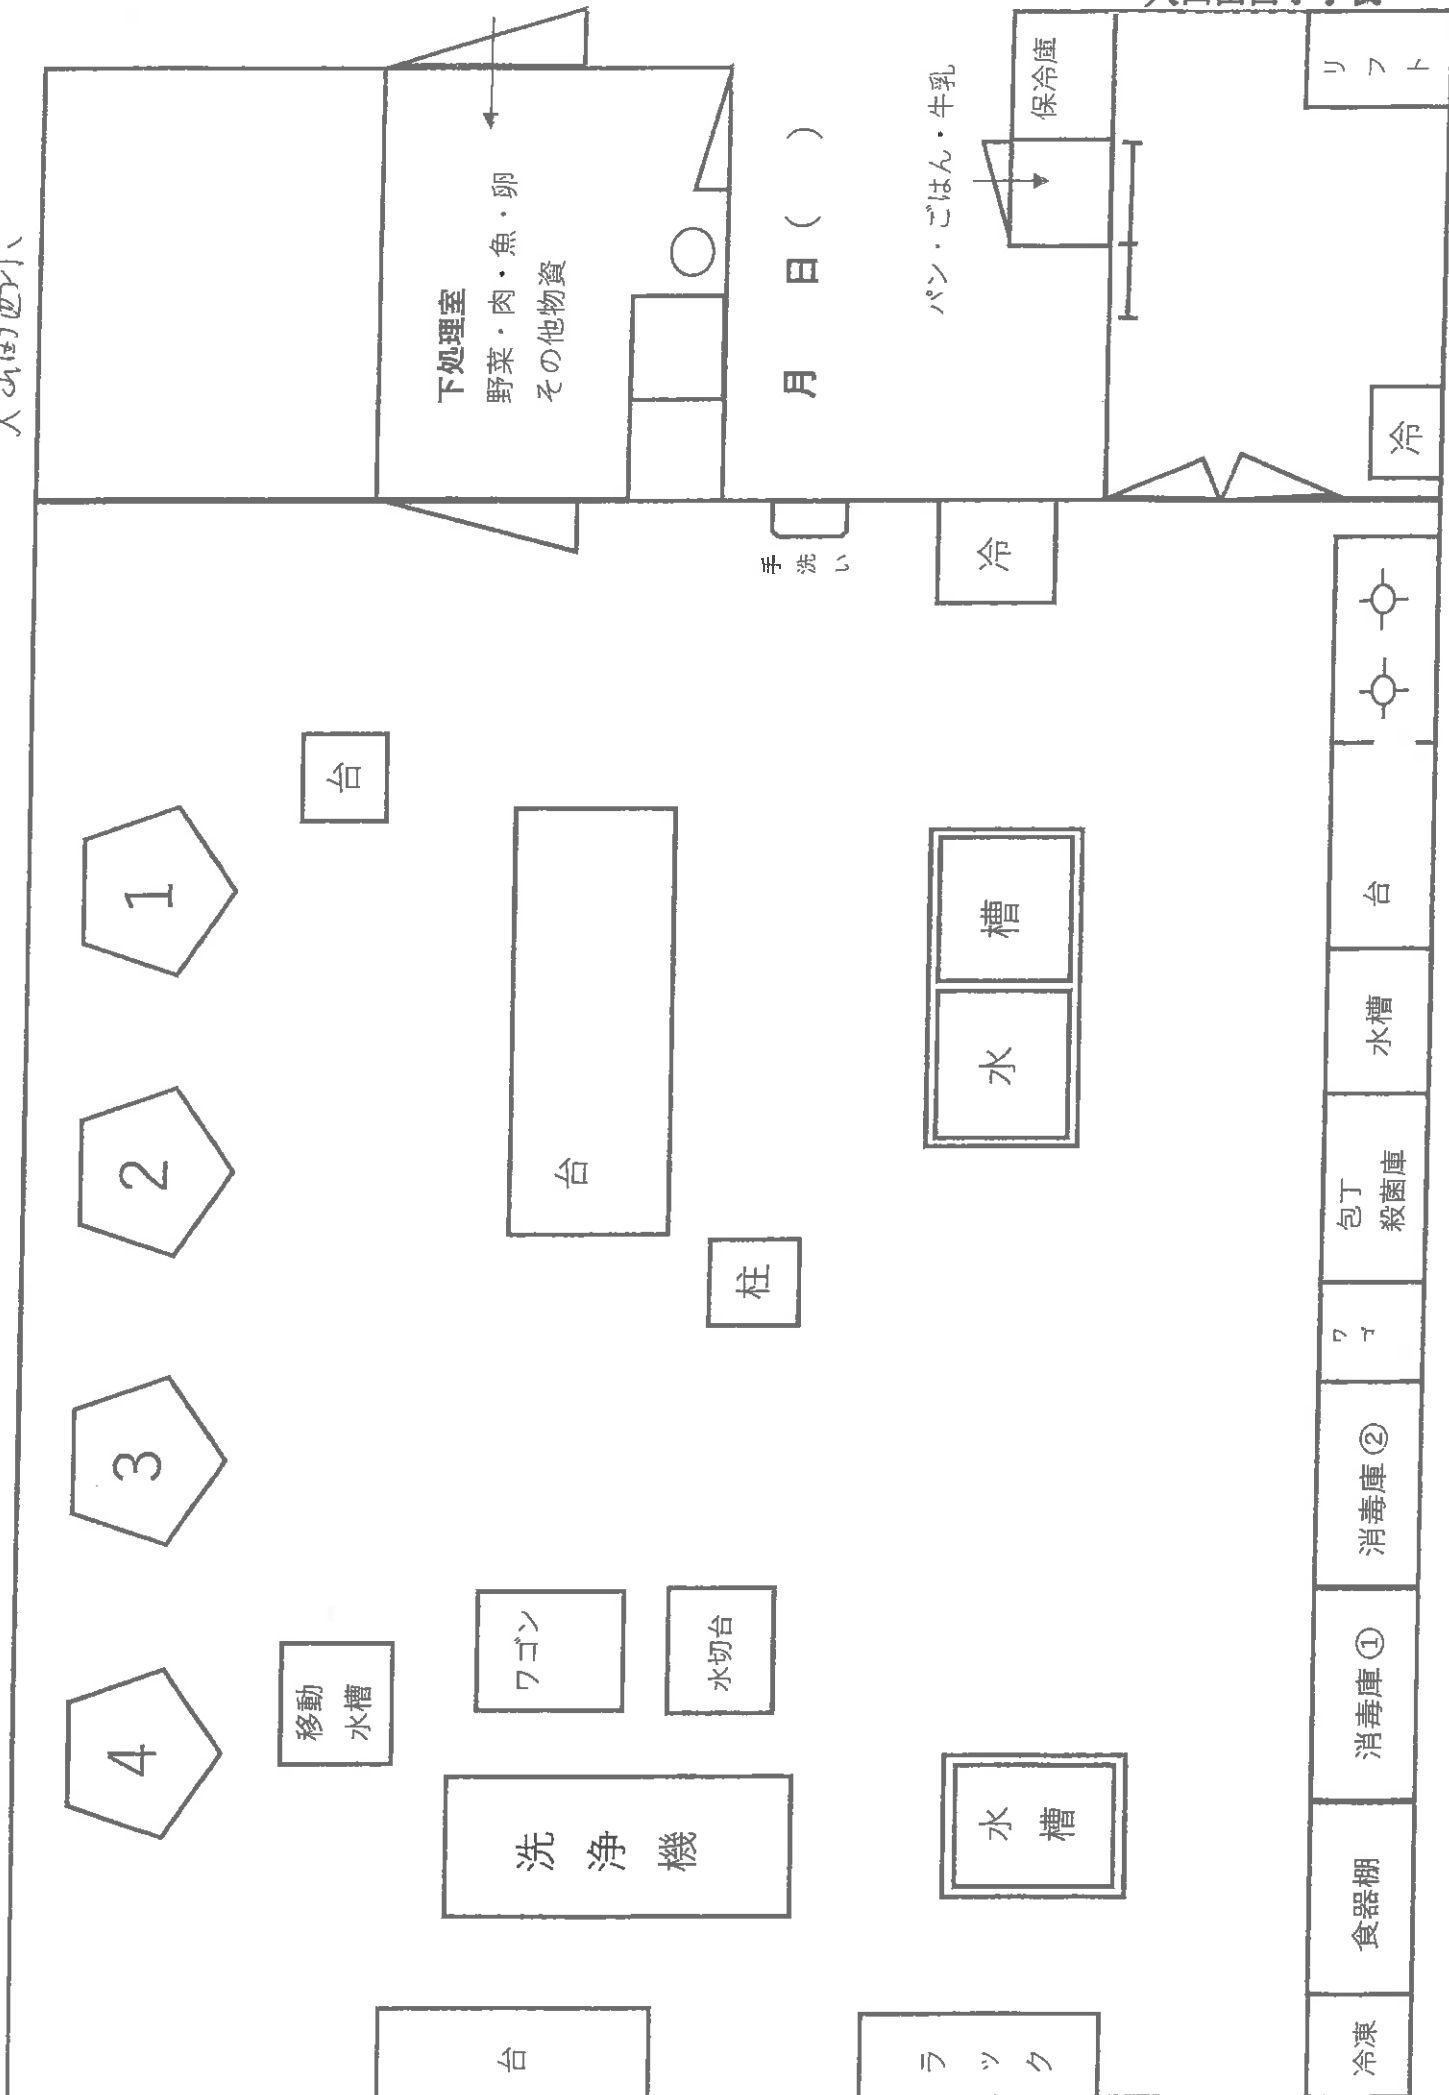 リフト
保冷庫
パン・ごはん・牛乳
冷
月 日( )
下処理室
野菜・肉・魚・卵
その他物資
手洗い
冷
台
1
2
3
4
台
水槽
柱
移動
水槽
ワゴン
水切台
洗浄機
水槽
台
ラック
台
水槽
包丁
殺菌庫
ワゴ
消毒庫②
消毒庫①
食器棚
冷凍